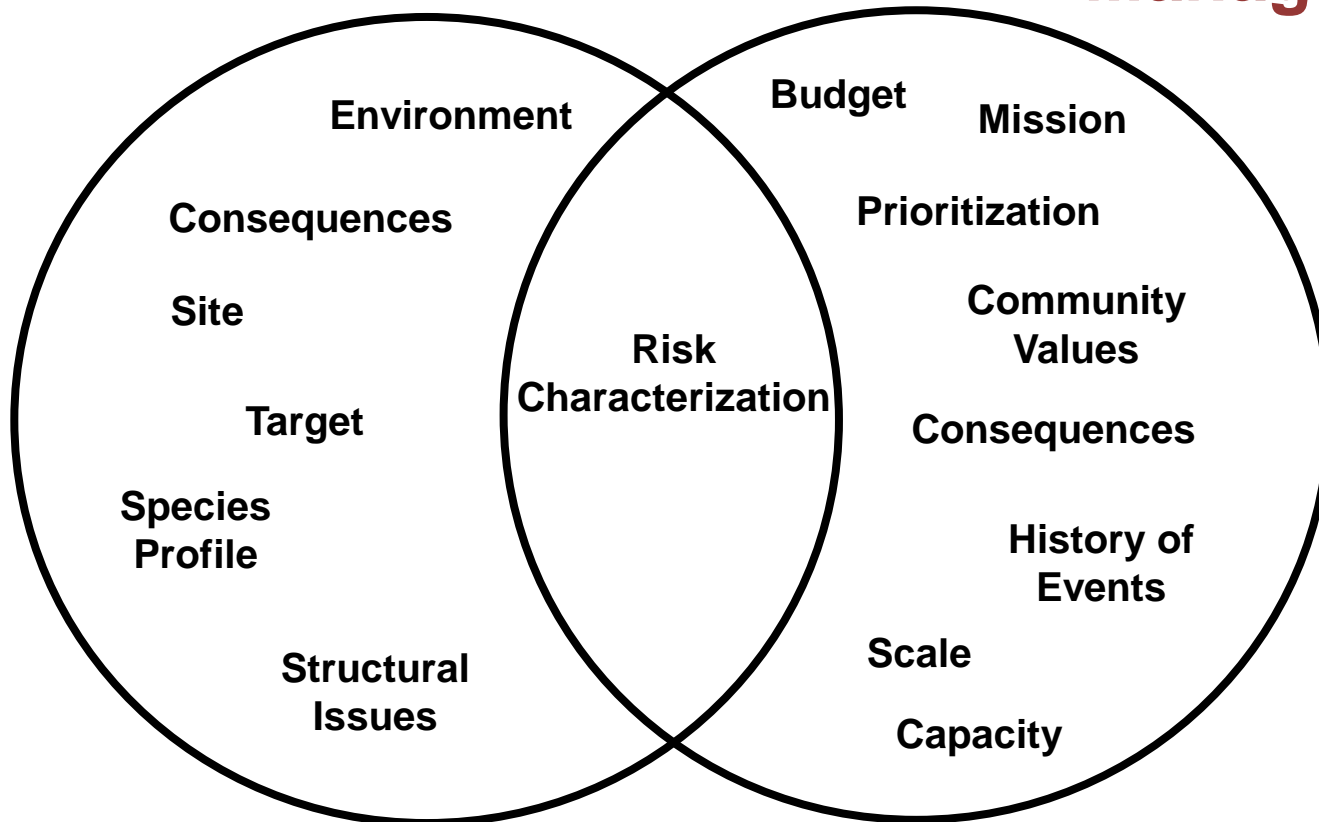 Environment
Consequences
Site
Target
Species
Profile
Structural
Issues
Risk
Characterization
Budget
Mission
Prioritization
Community
Values
Consequences
History of
Events
Scale
Capacity